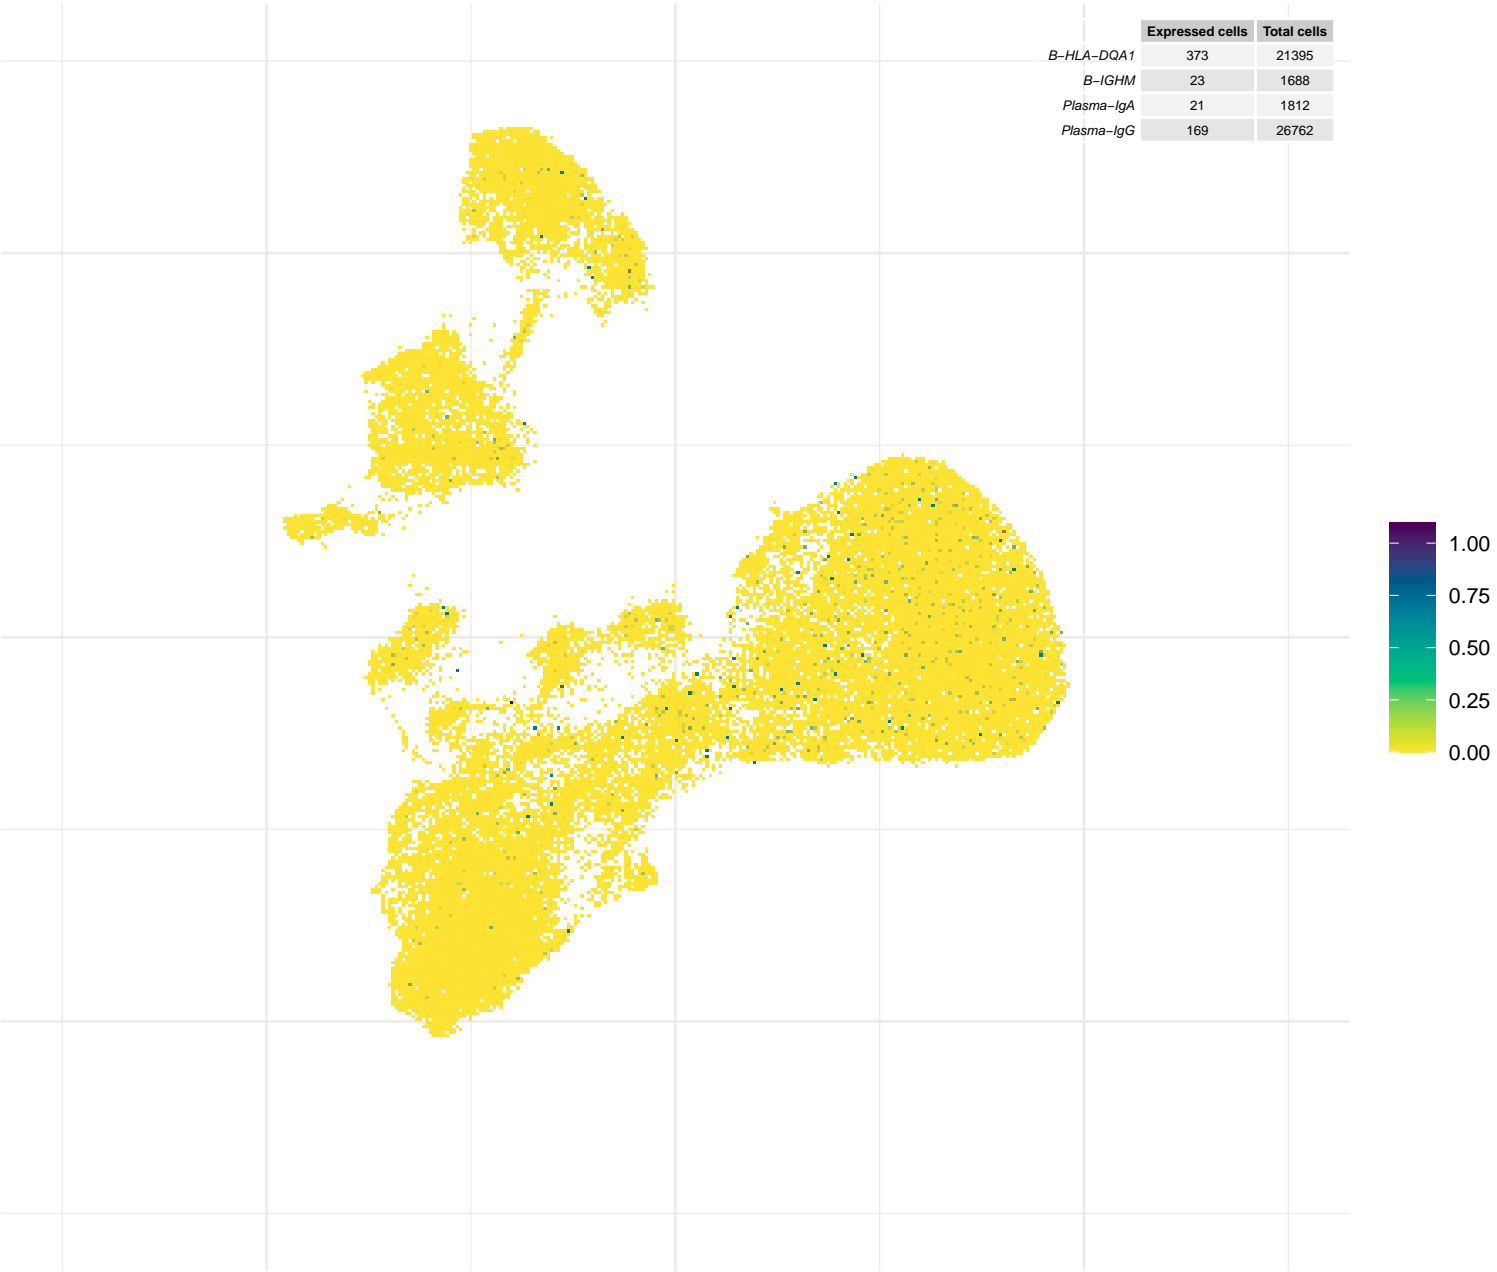 Expressed cells Total cells
B−HLA−DQA1 373 21395
B−IGHM 23 1688
Plasma−IgA 21 1812
Plasma−IgG 169 26762
1.00
0.75
0.50
0.25
0.00